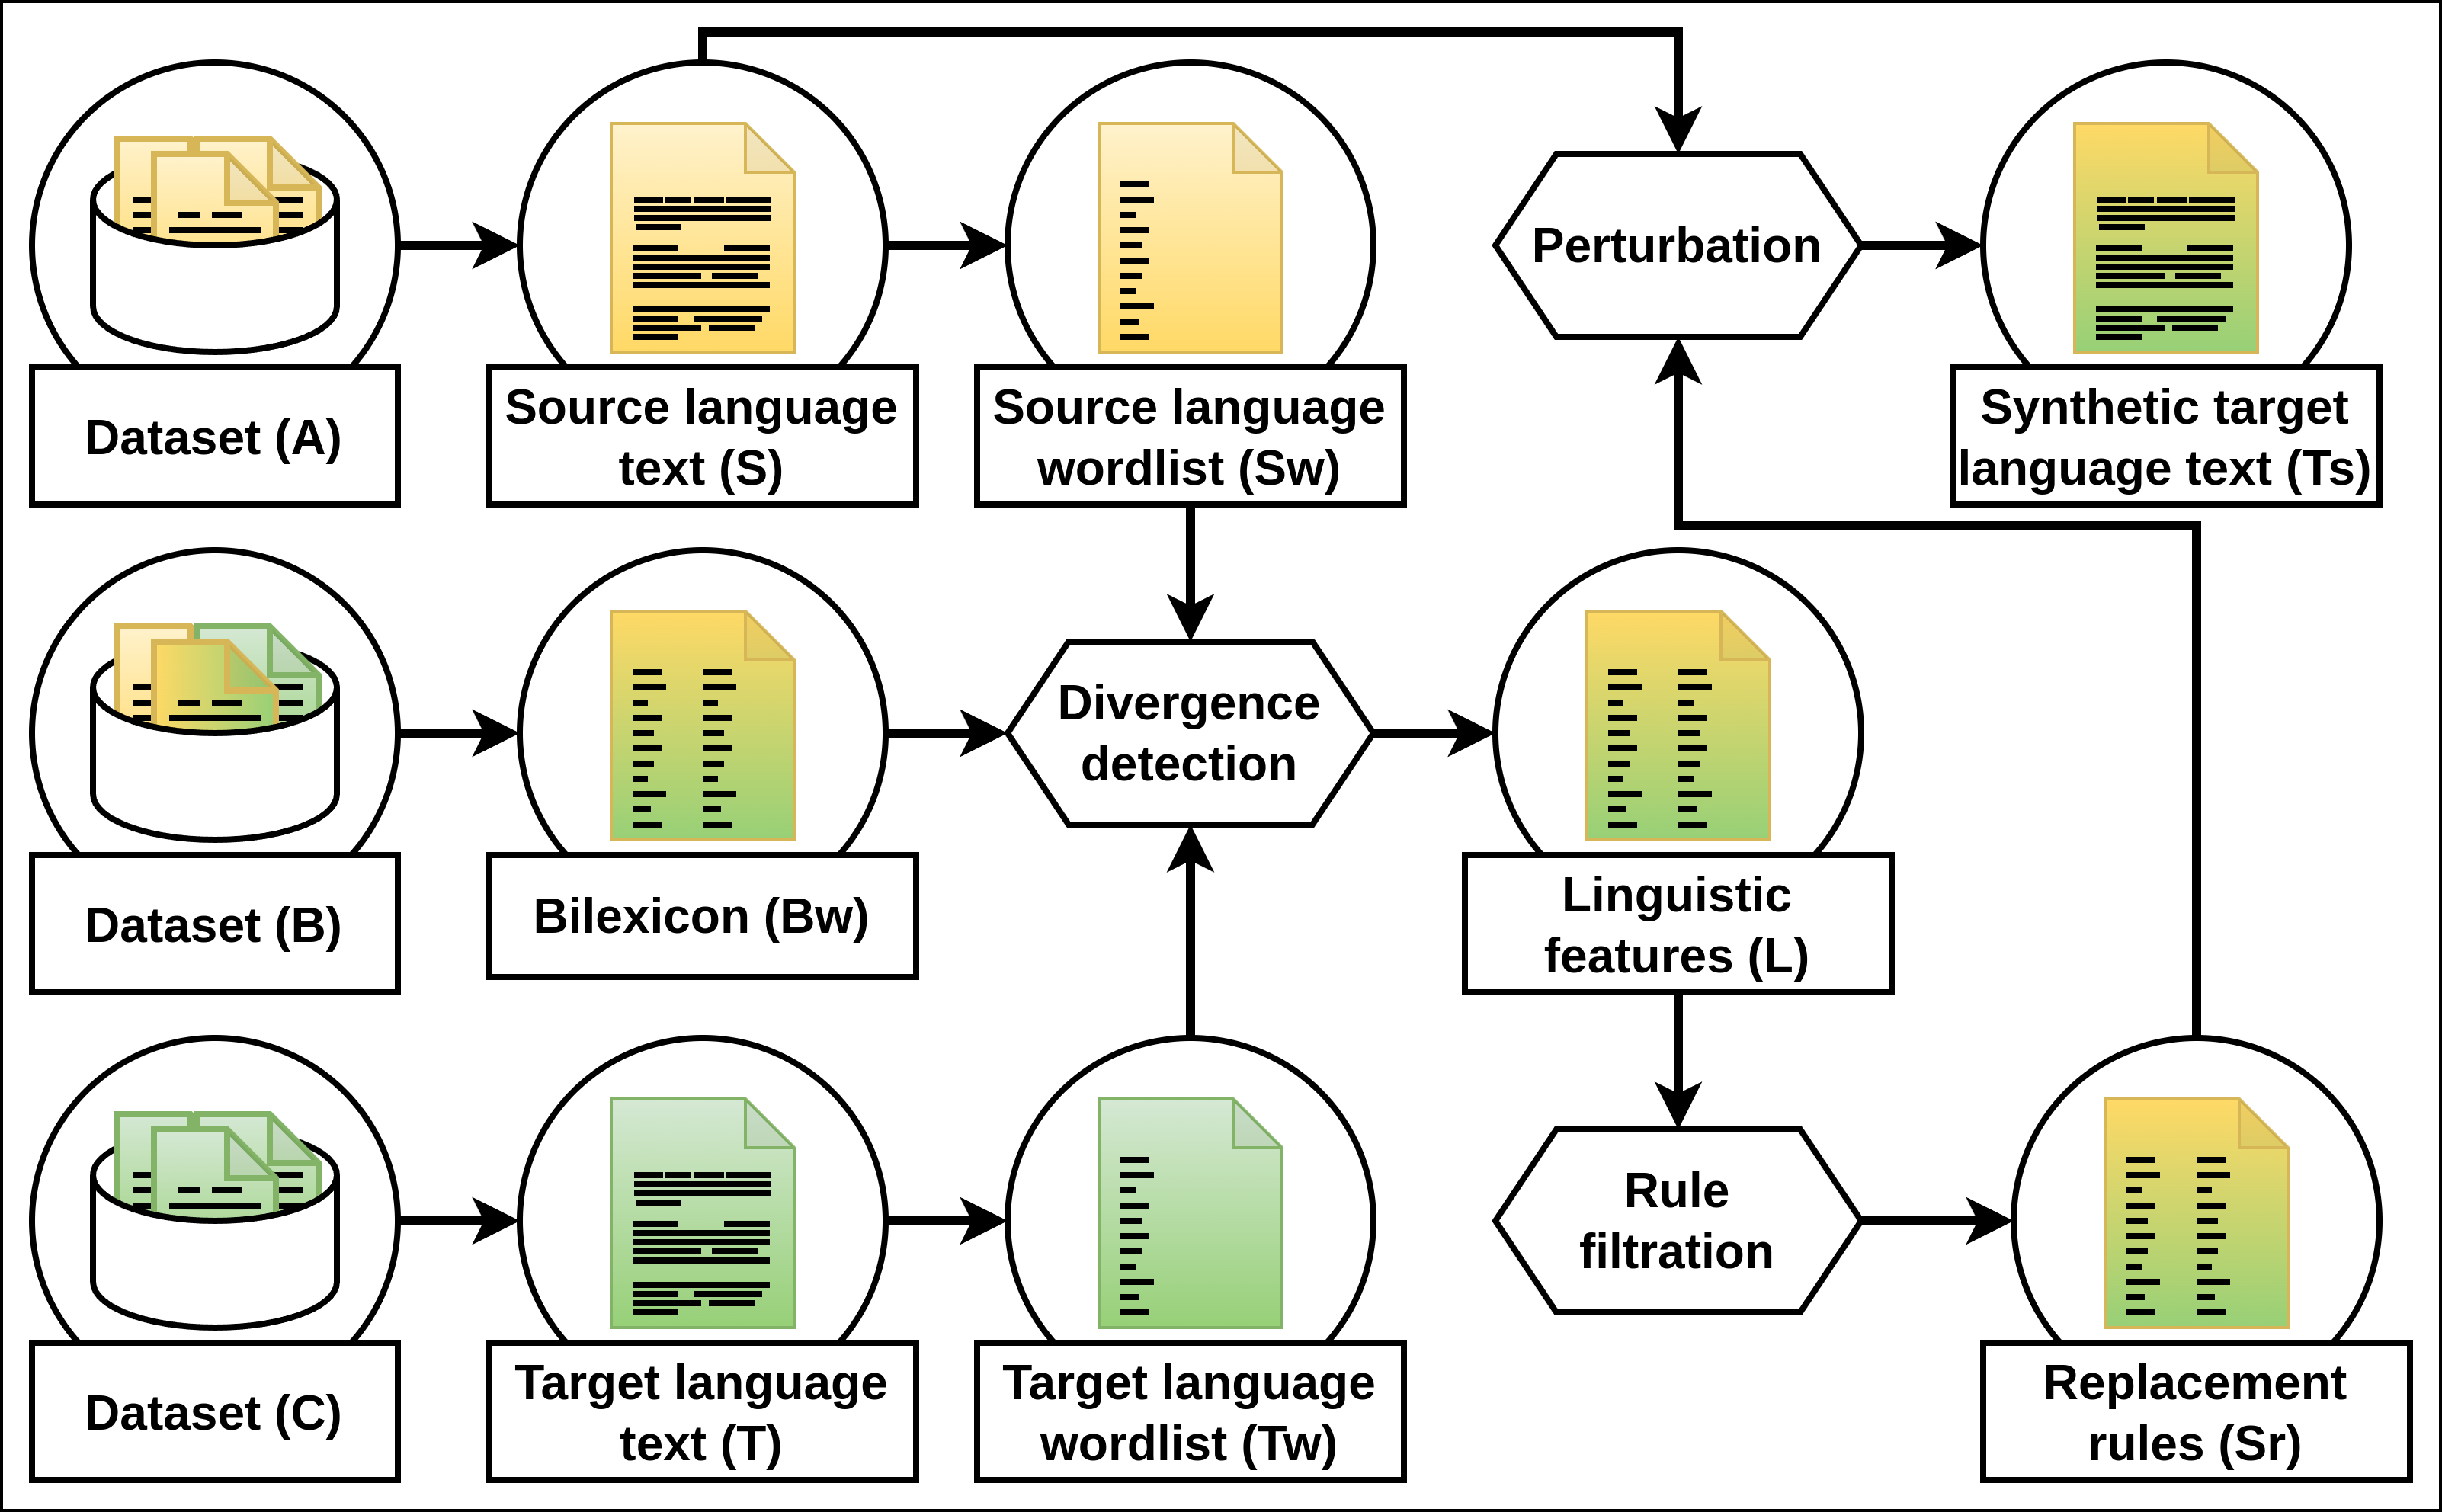 Perturbation
Dataset (A)
Source language
text (S)
Source language
wordlist (Sw)
Synthetic target
language text (Ts)
Divergence
detection
Dataset (B)
Bilexicon (Bw)
Linguistic
features (L)
Rule
filtration
Dataset (C)
Target language
text (T)
Target language
wordlist (Tw)
Replacement
rules (Sr)